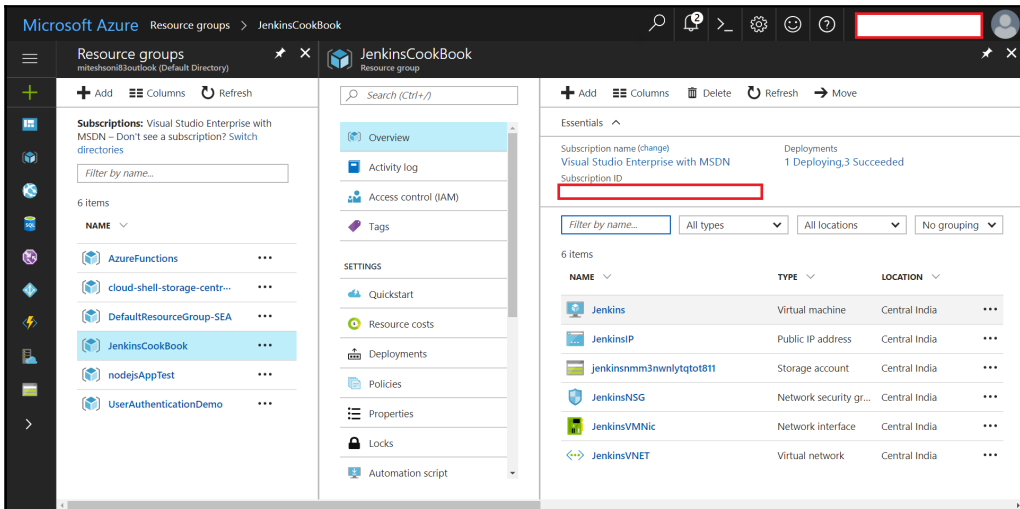 Microsoft Azure Resource groups > JenkinsCookBook
2
Resource groups
miteshsoni83outlook (Default Directory)
Add Columns Refresh
Subscriptions: Visual Studio Enterprise with
MSDN – Don't see a subscription? Switch
directories
Filter by name...
6 items
NAME
AzureFunctions
cloud-shell-storage-centr...
DefaultResourceGroup-SEA
JenkinsCookBook
nodejsAppTest
UserAuthenticationDemo
JenkinsCookBook
Resource group
Search (Ctrl+/)
Overview
Activity log
Access control (IAM)
Tags
SETTINGS
Quickstart
Resource costs
Deployments
Policies
Properties
Locks
Automation script
Add Columns Delete Refresh Move
Essentials
Subscription name (change) Deployments
Visual Studio Enterprise with MSDN 1 Deploying,3 Succeeded
Subscription ID
Filter by name... All types All locations No grouping
6 items
NAME TYPE LOCATION
Jenkins Virtual machine Central India
JenkinsIP Public IP address Central India
jenkinsnmm3nwnlytqtot811 Storage account Central India
JenkinsNSG Network security gr... Central India
JenkinsVMNic Network interface Central India
JenkinsVNET Virtual network Central India